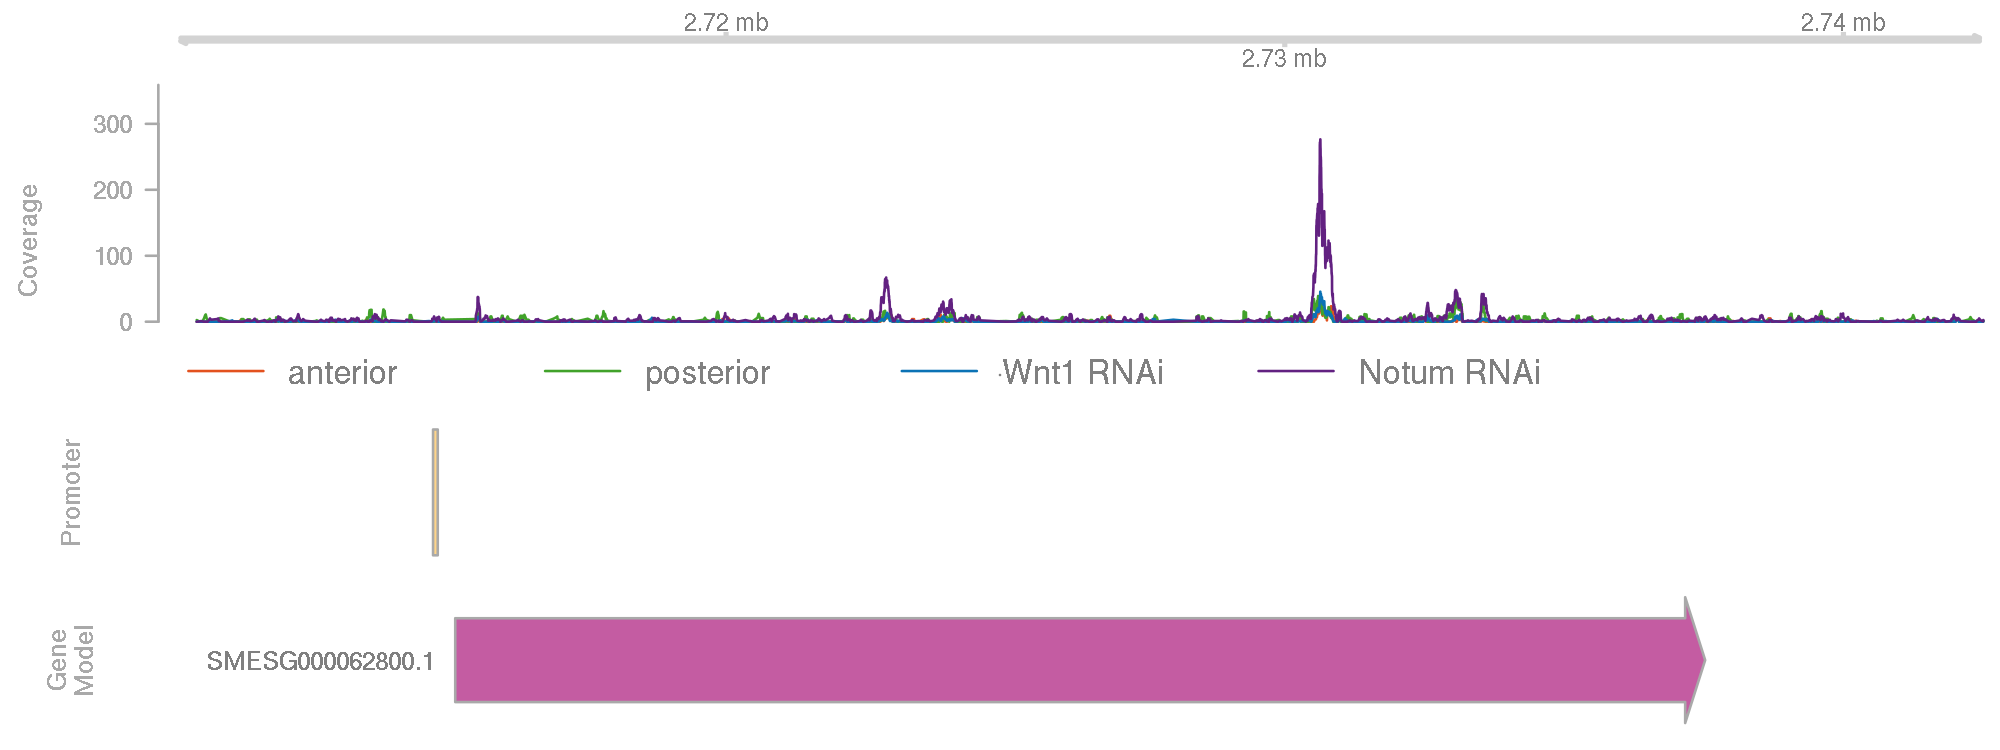 2.72 mb
2.74 mb
2.73 mb
Coverage
300
200
100
0
anterior
posterior
Wnt1 RNAi
Notum RNAi
Promoter
Gene
Model
SMESG000062800.1